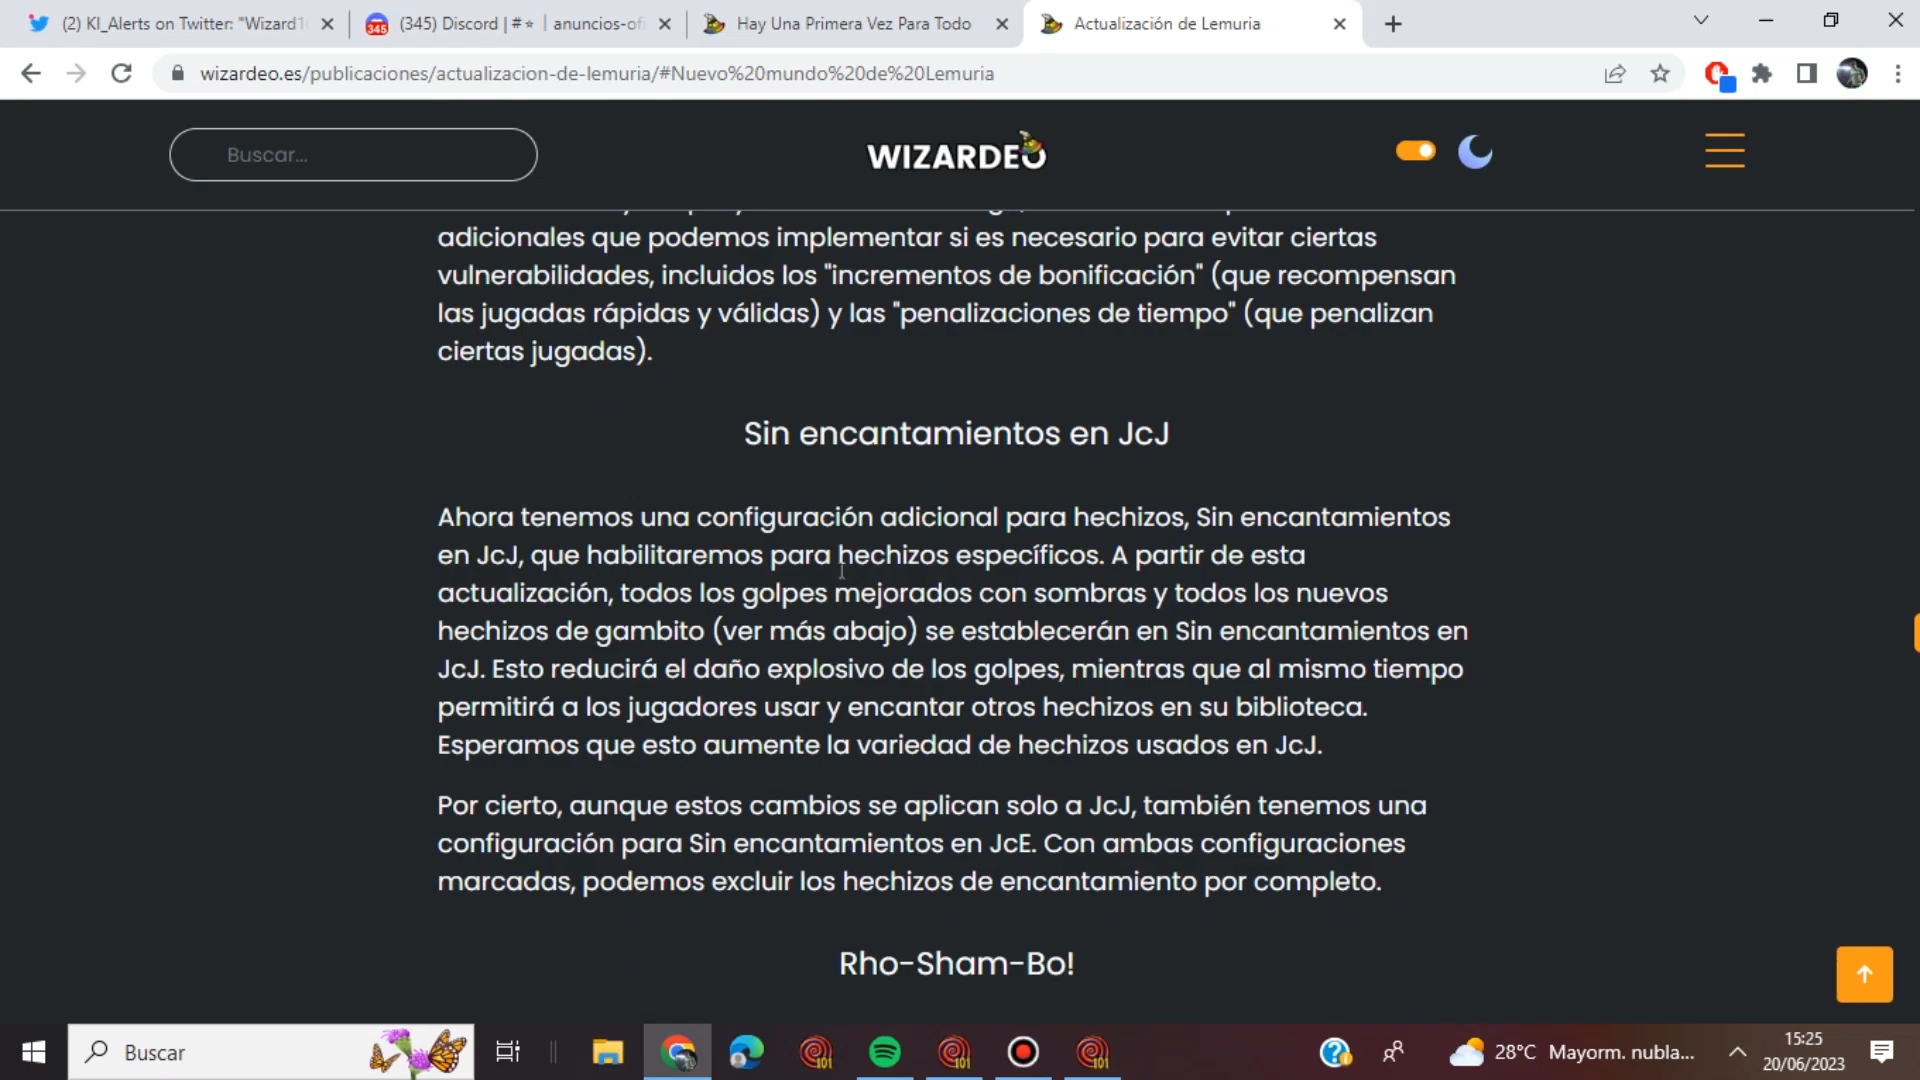 (2) KI_Alerts on Twitter: "Wizard1
(345) Discord | #⭐ | anuncios-ofi
Hay Una Primera Vez Para Todo
Actualización de Lemuria
wizardeo.es/publicaciones/actualizacion-de-lemuria/#Nuevo%20mundo%20de%20Lemuria
Buscar...
WIZARDEO
adicionales que podemos implementar si es necesario para evitar ciertas
vulnerabilidades, incluidos los "incrementos de bonificación" (que recompensan
las jugadas rápidas y válidas) y las "penalizaciones de tiempo" (que penalizan
ciertas jugadas).
Sin encantamientos en JcJ
Ahora tenemos una configuración adicional para hechizos, Sin encantamientos
en JcJ, que habilitaremos para hechizos específicos. A partir de esta
actualización, todos los golpes mejorados con sombras y todos los nuevos
hechizos de gambito (ver más abajo) se establecerán en Sin encantamientos en
JcJ. Esto reducirá el daño explosivo de los golpes, mientras que al mismo tiempo
permitirá a los jugadores usar y encantar otros hechizos en su biblioteca.
Esperamos que esto aumente la variedad de hechizos usados en JcJ.
Por cierto, aunque estos cambios se aplican solo a JcJ, también tenemos una
configuración para Sin encantamientos en JcE. Con ambas configuraciones
marcadas, podemos excluir los hechizos de encantamiento por completo.
Rho-Sham-Bo!
Buscar
28°C Mayorm. nubla...
15:25
20/06/2023